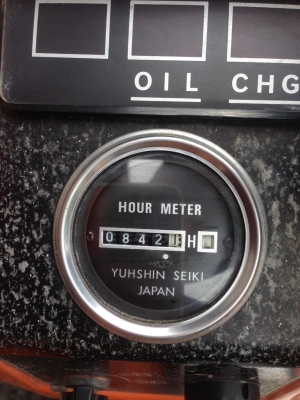 OIL CHG
HOUR METER
0842 H
YUHSHIN SEIKI
JAPAN